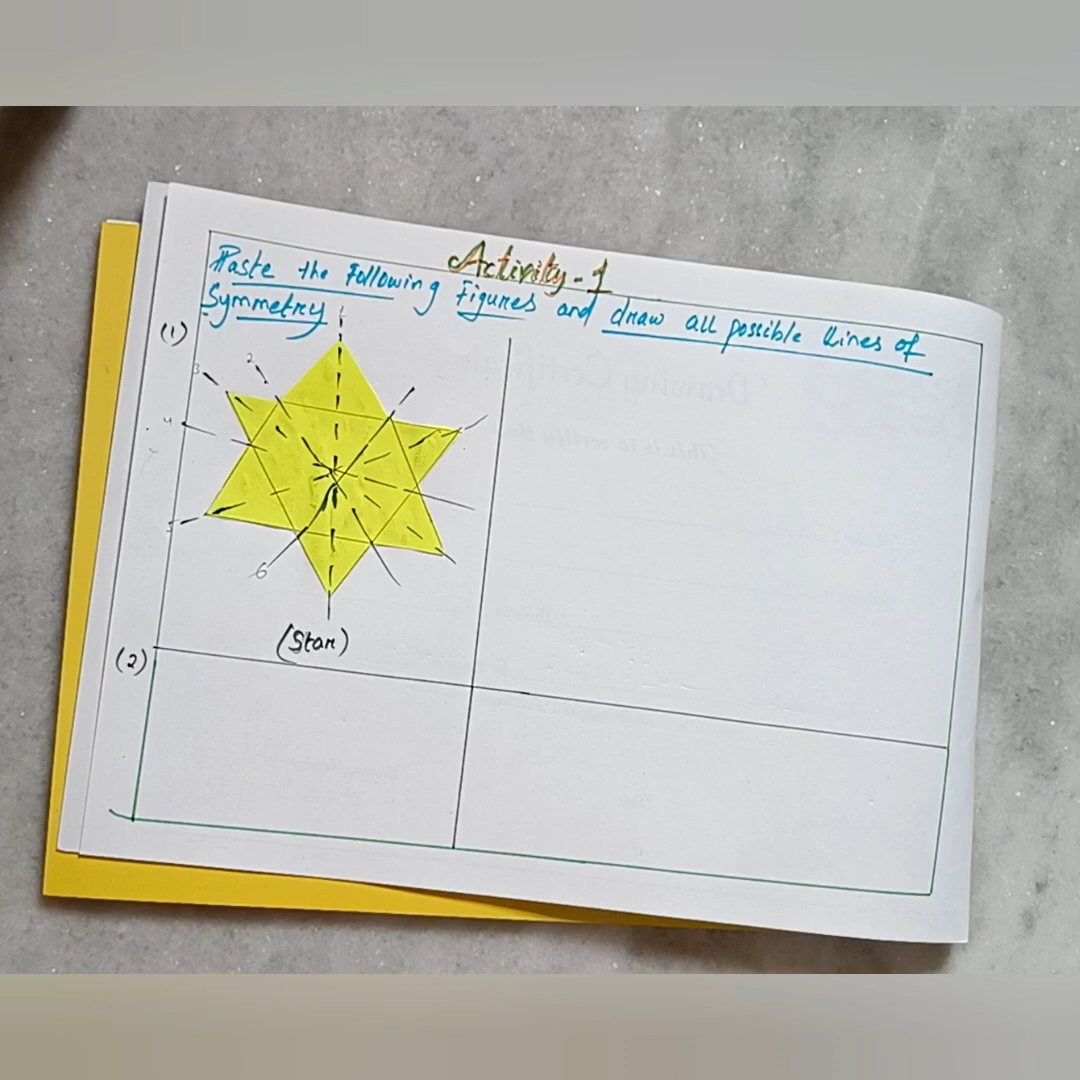 Activity-1
Paste the Following Figures and draw all possible Lines of
Symmetry
(1)
1
2
3
4
5
6
(Star)
(2)